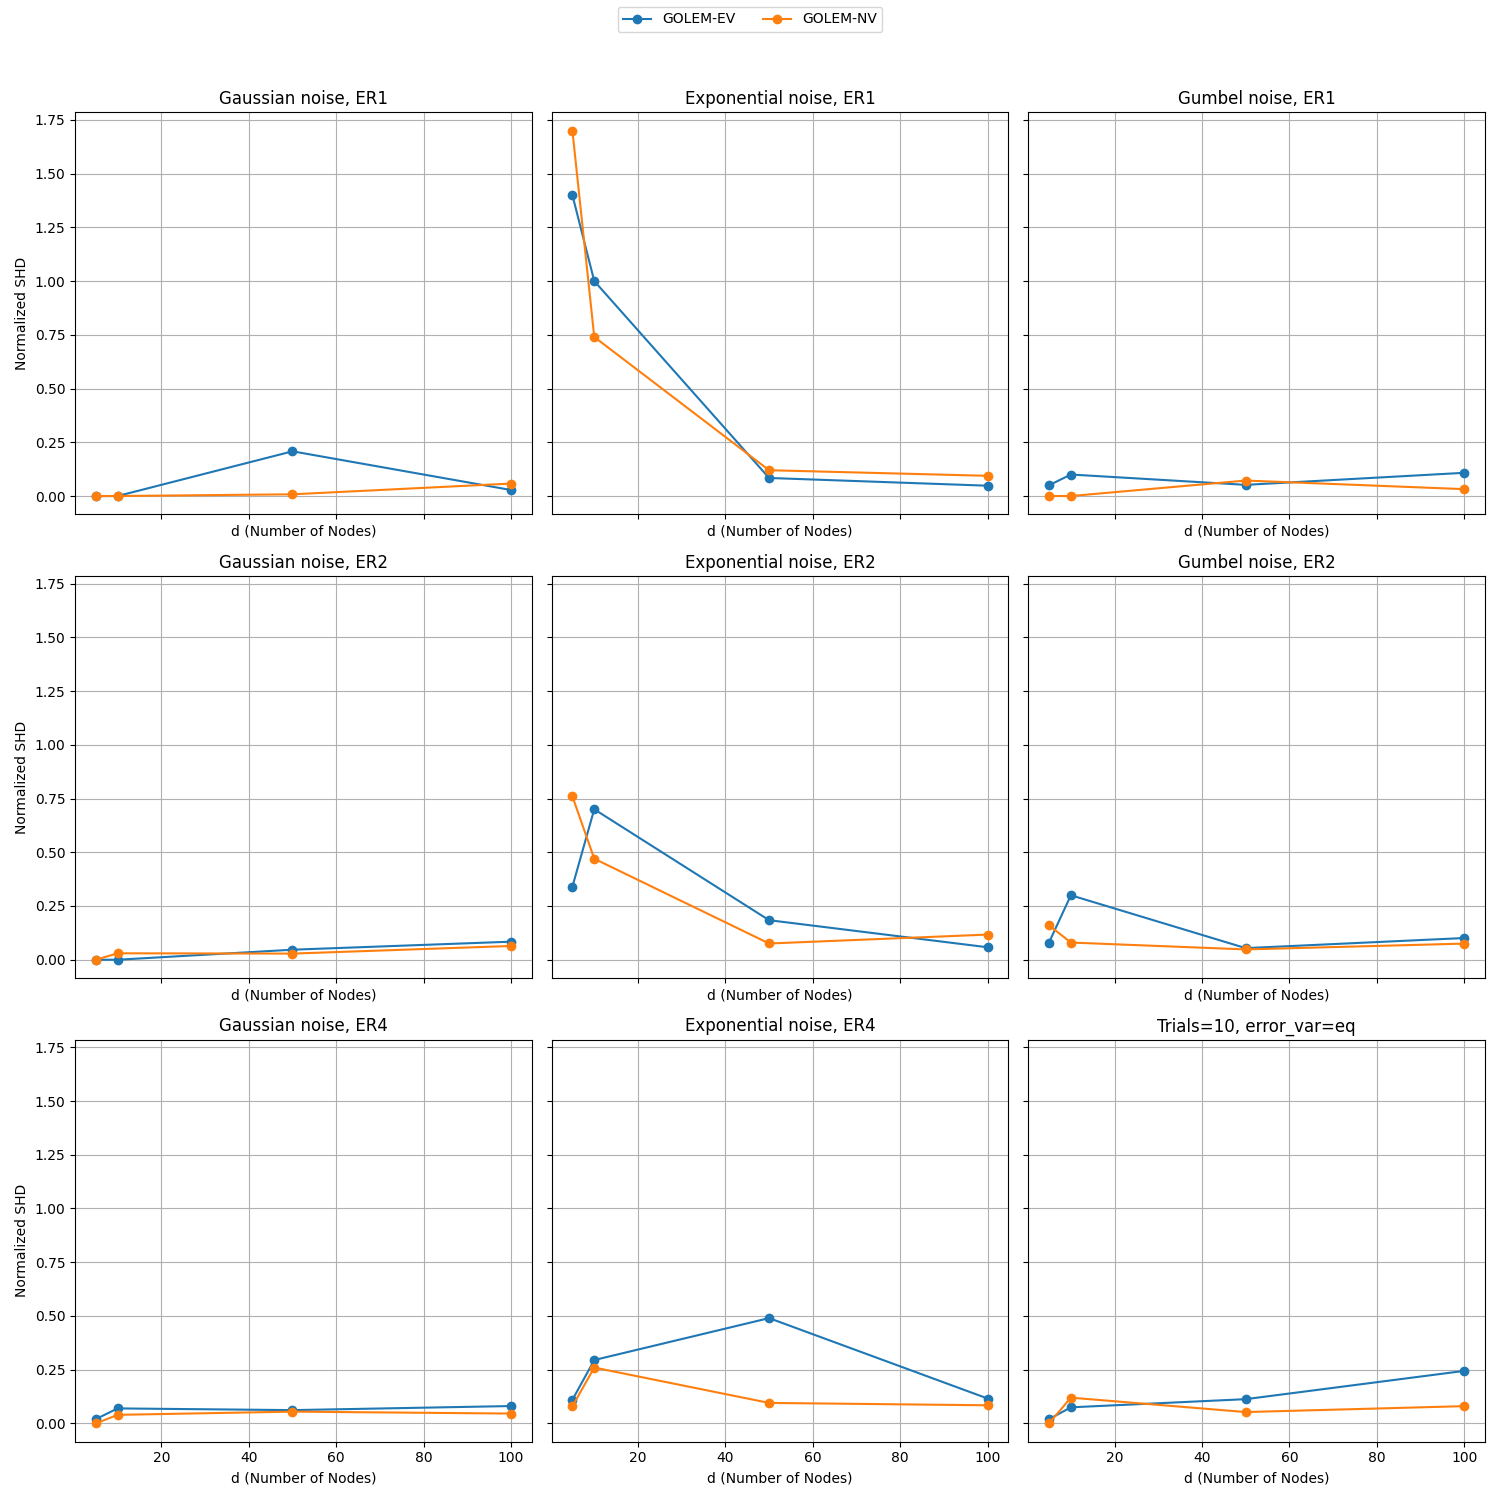 GOLEM-EV GOLEM-NV
Gaussian noise, ER1
Exponential noise, ER1
Gumbel noise, ER1
1.75
1.50
1.25
1.00
0.75
0.50
0.25
0.00
Normalized SHD
d (Number of Nodes)
d (Number of Nodes)
d (Number of Nodes)
Gaussian noise, ER2
Exponential noise, ER2
Gumbel noise, ER2
1.75
1.50
1.25
1.00
0.75
0.50
0.25
0.00
Normalized SHD
d (Number of Nodes)
d (Number of Nodes)
d (Number of Nodes)
Gaussian noise, ER4
Exponential noise, ER4
Trials=10, error_var=eq
1.75
1.50
1.25
1.00
0.75
0.50
0.25
0.00
Normalized SHD
20 40 60 80 100
20 40 60 80 100
20 40 60 80 100
d (Number of Nodes)
d (Number of Nodes)
d (Number of Nodes)